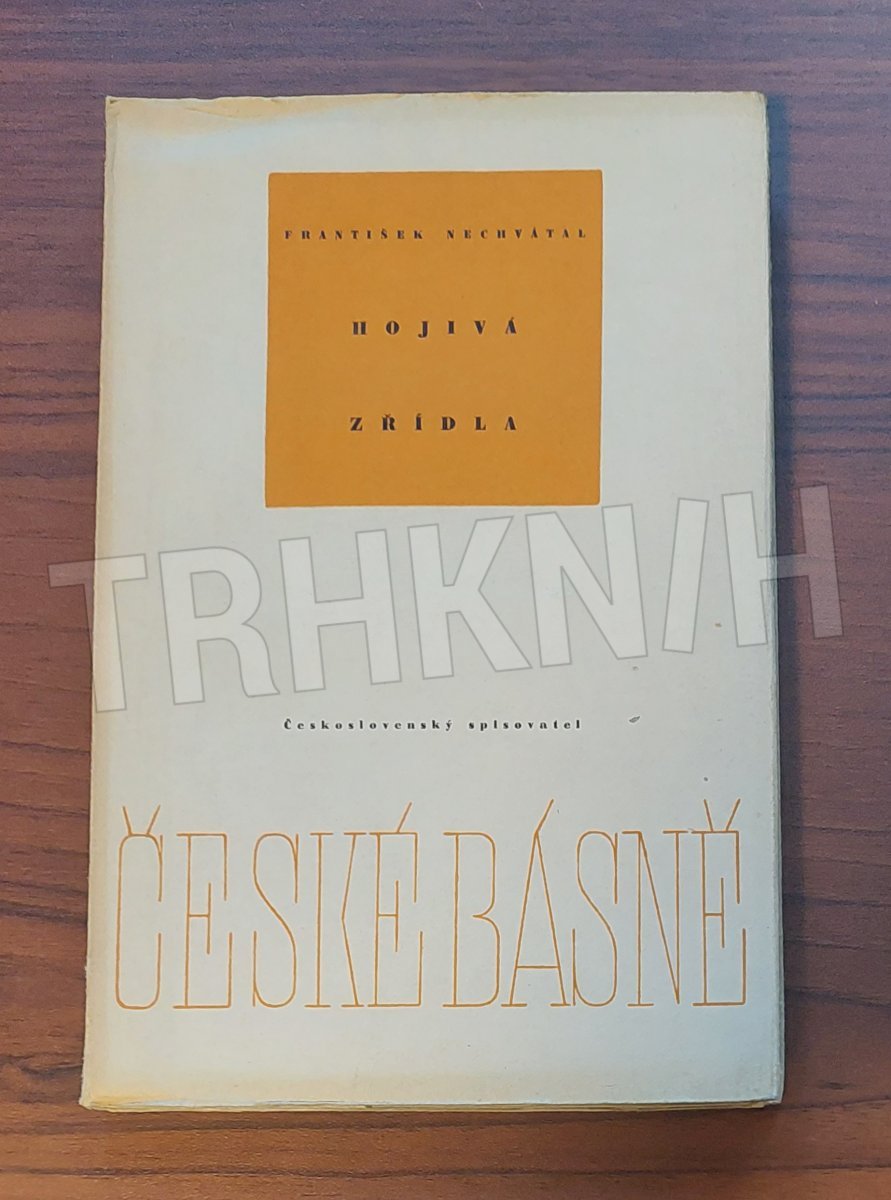 FRANTIŠEK NECHVÁTAL
HOJIVÁ
ZŘÍDLA
TRHKNIH
Československý spisovatel
ČESKÉ BÁSNĚ